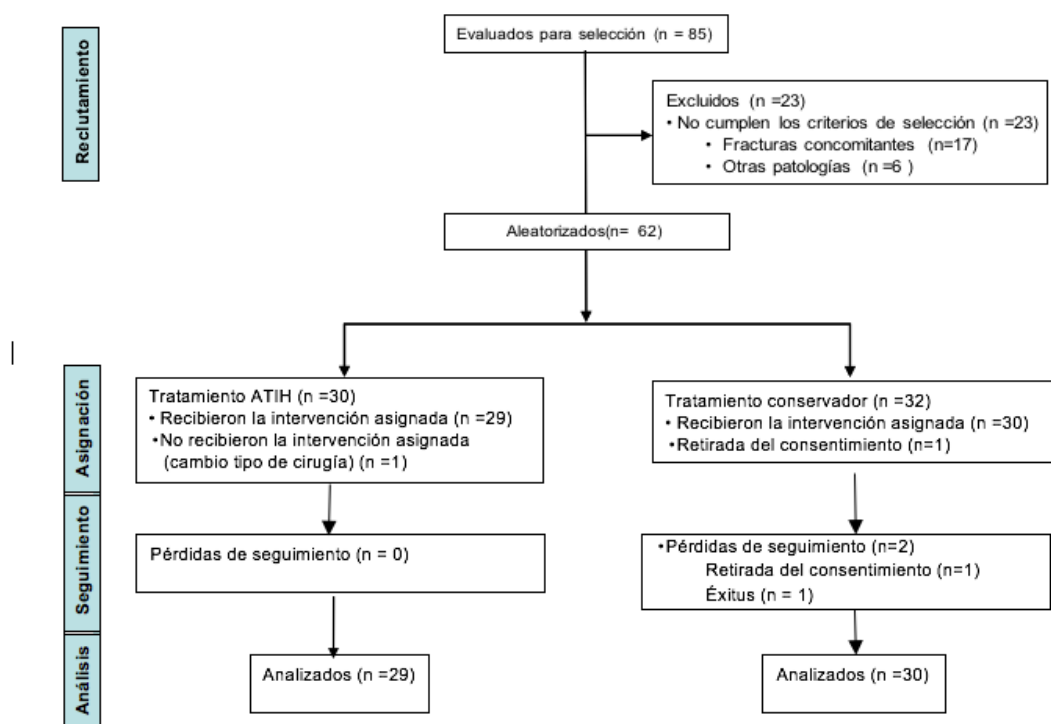 Reclutamiento
Evaluados para selección (n = 85)
Excluidos (n =23)
• No cumplen los criterios de selección (n =23)
• Fracturas concomitantes (n=17)
• Otras patologías (n =6 )
Aleatorizados(n= 62)
Asignación
Tratamiento ATIH (n =30)
• Recibieron la intervención asignada (n =29)
•No recibieron la intervención asignada
(cambio tipo de cirugía) (n =1)
Tratamiento conservador (n =32)
• Recibieron la intervención asignada (n =30)
•Retirada del consentimiento (n=1)
Seguimiento
Pérdidas de seguimiento (n = 0)
•Pérdidas de seguimiento (n=2)
Retirada del consentimiento (n=1)
Éxitus (n = 1)
Análisis
Analizados (n =29)
Analizados (n =30)